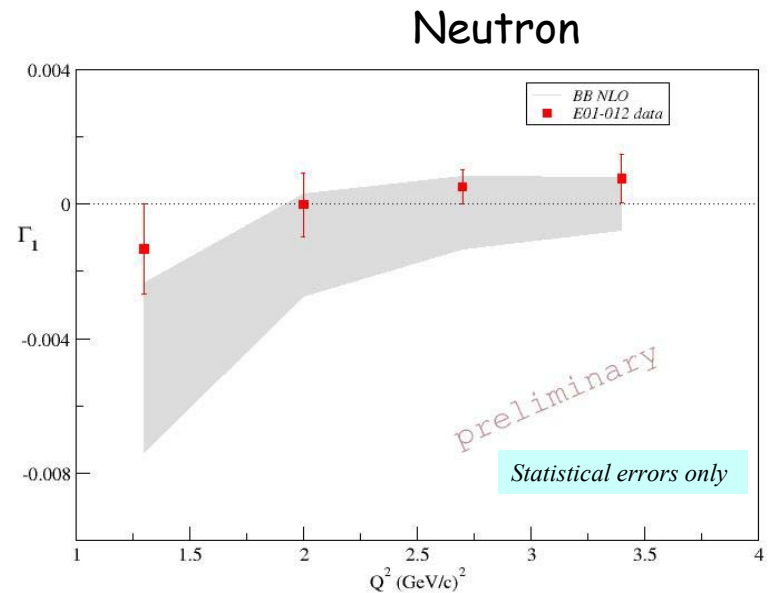 Neutron
0.004
BB NLO
E01-012 data
0
Γ₁
-0.004
preliminary
Statistical errors only
-0.008
1 1.5 2 2.5 3 3.5 4
Q² (GeV/c)²